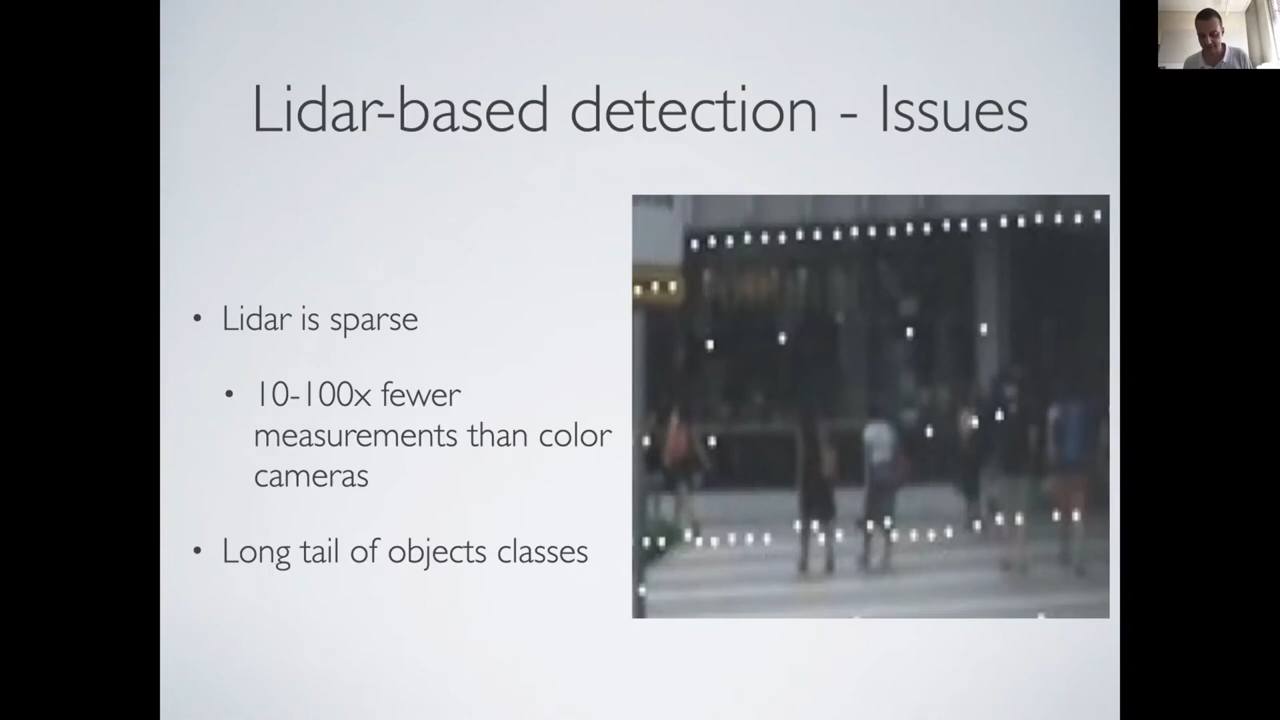 Lidar-based detection - Issues
• Lidar is sparse
• 10-100x fewer
measurements than color
cameras
• Long tail of objects classes